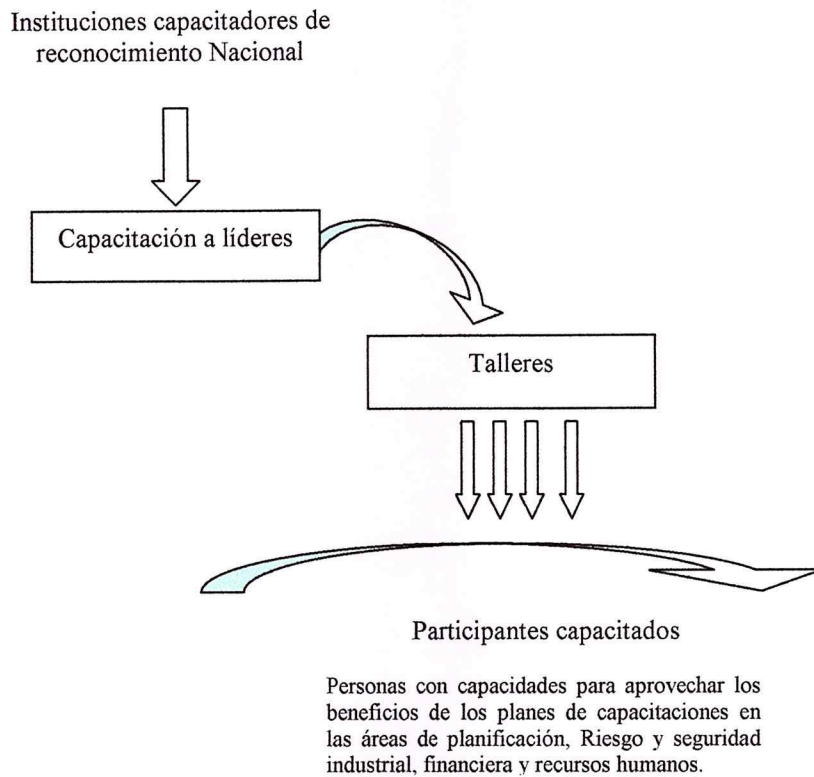 Instituciones capacitadores de
reconocimiento Nacional
Capacitación a líderes
Talleres
Participantes capacitados
Personas con capacidades para aprovechar los
beneficios de los planes de capacitaciones en
las áreas de planificación, Riesgo y seguridad
industrial, financiera y recursos humanos.